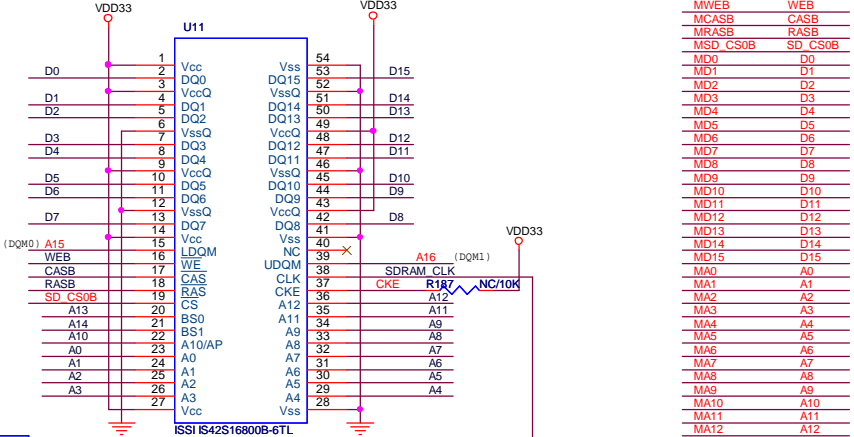 VDD33 VDD33
U11
1 Vcc Vss 54
D0 2 DQ0 DQ15 53 D15
3 VccQ VssQ 52
D1 4 DQ1 DQ14 51 D14
D2 5 DQ2 DQ13 50 D13
6 VssQ VccQ 49
D3 7 DQ3 DQ12 48 D12
D4 8 DQ4 DQ11 47 D11
9 VccQ VssQ 46
D5 10 DQ5 DQ10 45 D10
D6 11 DQ6 DQ9 44 D9
12 VssQ VccQ 43
D7 13 DQ7 DQ8 42 D8
14 Vcc Vss 41
(DQM0) A15 15 LDQM NC 40
WEB 16 WE UDQM 39 A16 (DQM1)
CASB 17 CAS CLK 38 SDRAM_CLK
RASB 18 RAS CKE 37 CKE R187 NC/10K VDD33
SD_CS0B 19 CS A12 36 A12
A13 20 BS0 A11 35 A11
A14 21 BS1 A9 34 A9
A10 22 A10/AP A8 33 A8
A0 23 A0 A7 32 A7
A1 24 A1 A6 31 A6
A2 25 A2 A5 30 A5
A3 26 A3 A4 29 A4
27 Vcc Vss 28
ISSI IS42S16800B-6TL
MWEB WEB
MCASB CASB
MRASB RASB
MSD_CS0B SD_CS0B
MD0 D0
MD1 D1
MD2 D2
MD3 D3
MD4 D4
MD5 D5
MD6 D6
MD7 D7
MD8 D8
MD9 D9
MD10 D10
MD11 D11
MD12 D12
MD13 D13
MD14 D14
MD15 D15
MA0 A0
MA1 A1
MA2 A2
MA3 A3
MA4 A4
MA5 A5
MA6 A6
MA7 A7
MA8 A8
MA9 A9
MA10 A10
MA11 A11
MA12 A12